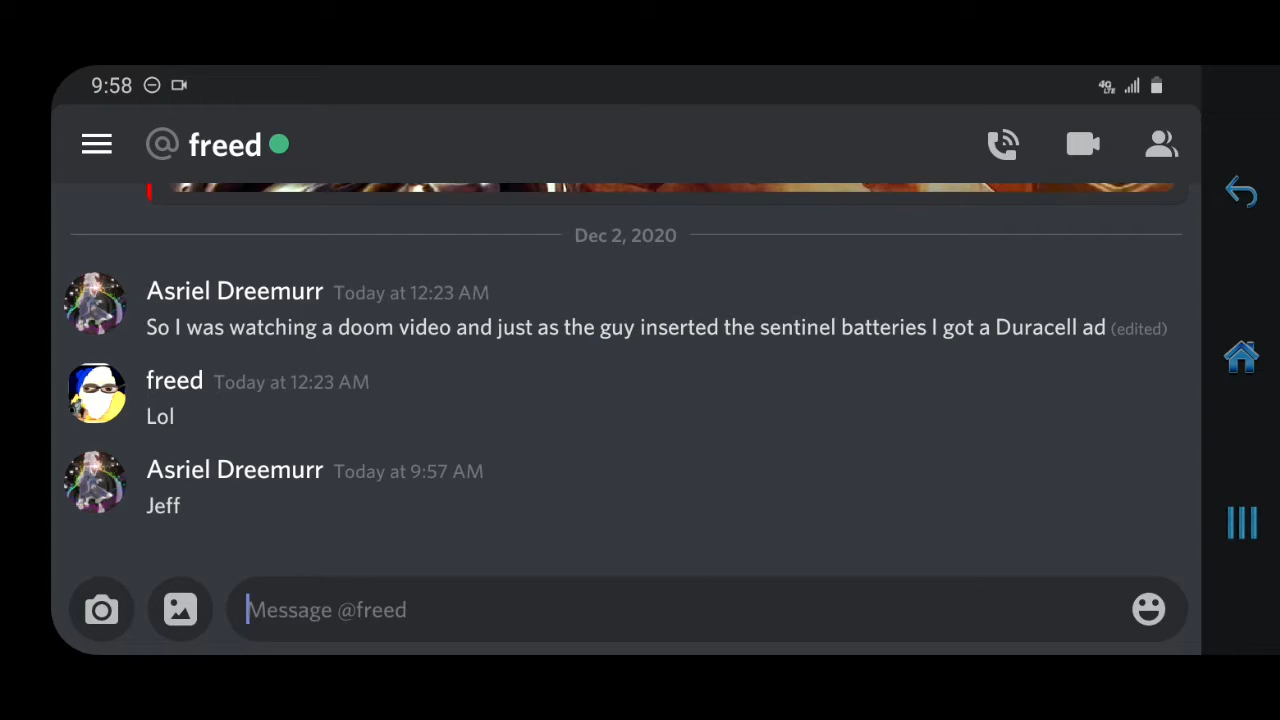 9:58 4G LTE
@ freed
Dec 2, 2020
Asriel Dreemurr Today at 12:23 AM
So I was watching a doom video and just as the guy inserted the sentinel batteries I got a Duracell ad (edited)
freed Today at 12:23 AM
Lol
Asriel Dreemurr Today at 9:57 AM
Jeff
Message @freed